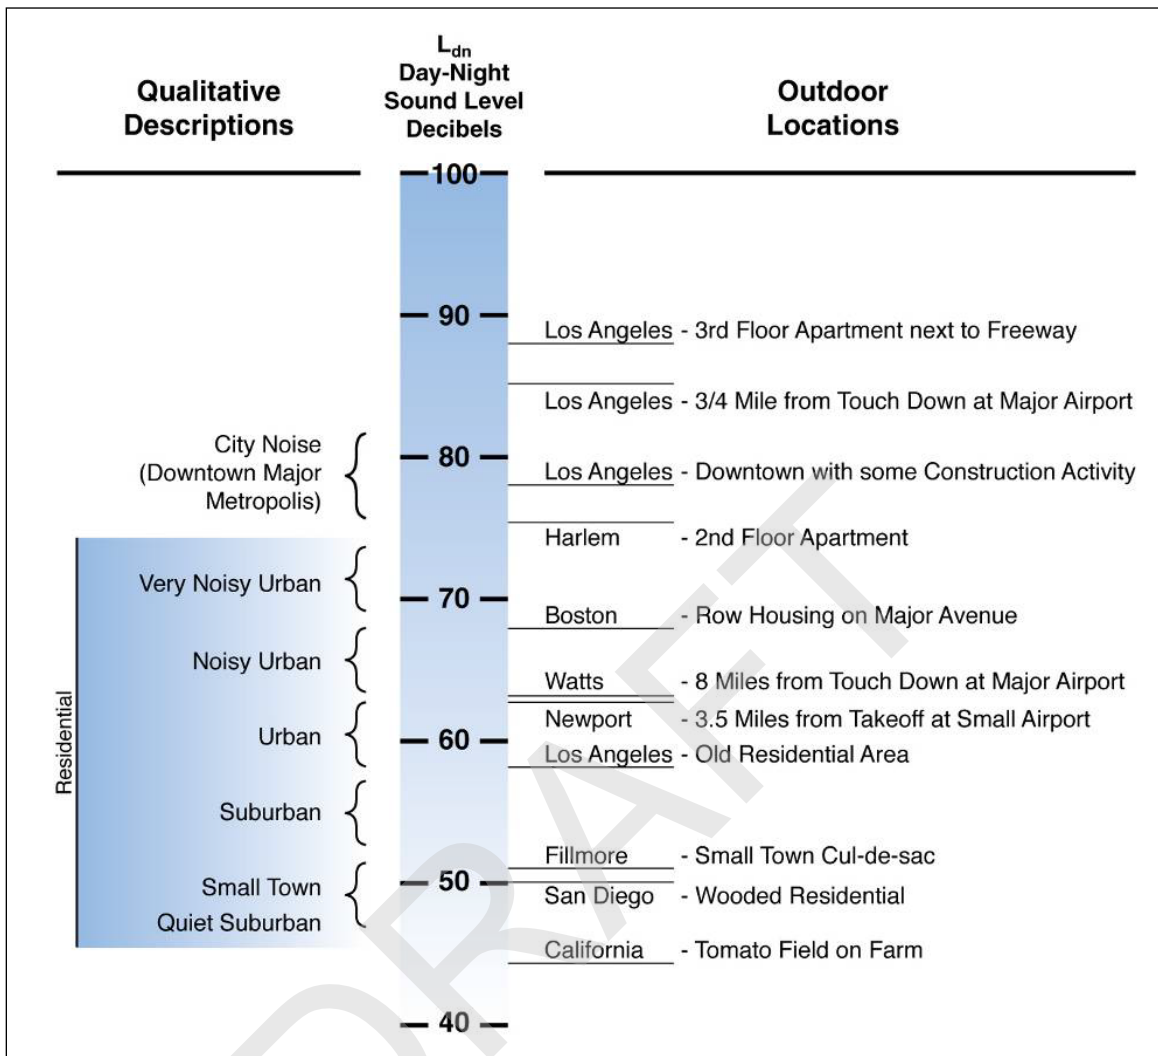 Qualitative
Descriptions
L_dn
Day-Night
Sound Level
Decibels
Outdoor
Locations
100
90
Los Angeles - 3rd Floor Apartment next to Freeway
Los Angeles - 3/4 Mile from Touch Down at Major Airport
City Noise
(Downtown Major
Metropolis)
80
Los Angeles - Downtown with some Construction Activity
Harlem - 2nd Floor Apartment
Residential
Very Noisy Urban
70
Boston - Row Housing on Major Avenue
Noisy Urban
Watts - 8 Miles from Touch Down at Major Airport
Newport - 3.5 Miles from Takeoff at Small Airport
Urban
60
Los Angeles - Old Residential Area
Suburban
Fillmore - Small Town Cul-de-sac
Small Town
Quiet Suburban
50
San Diego - Wooded Residential
California - Tomato Field on Farm
40
DRAFT